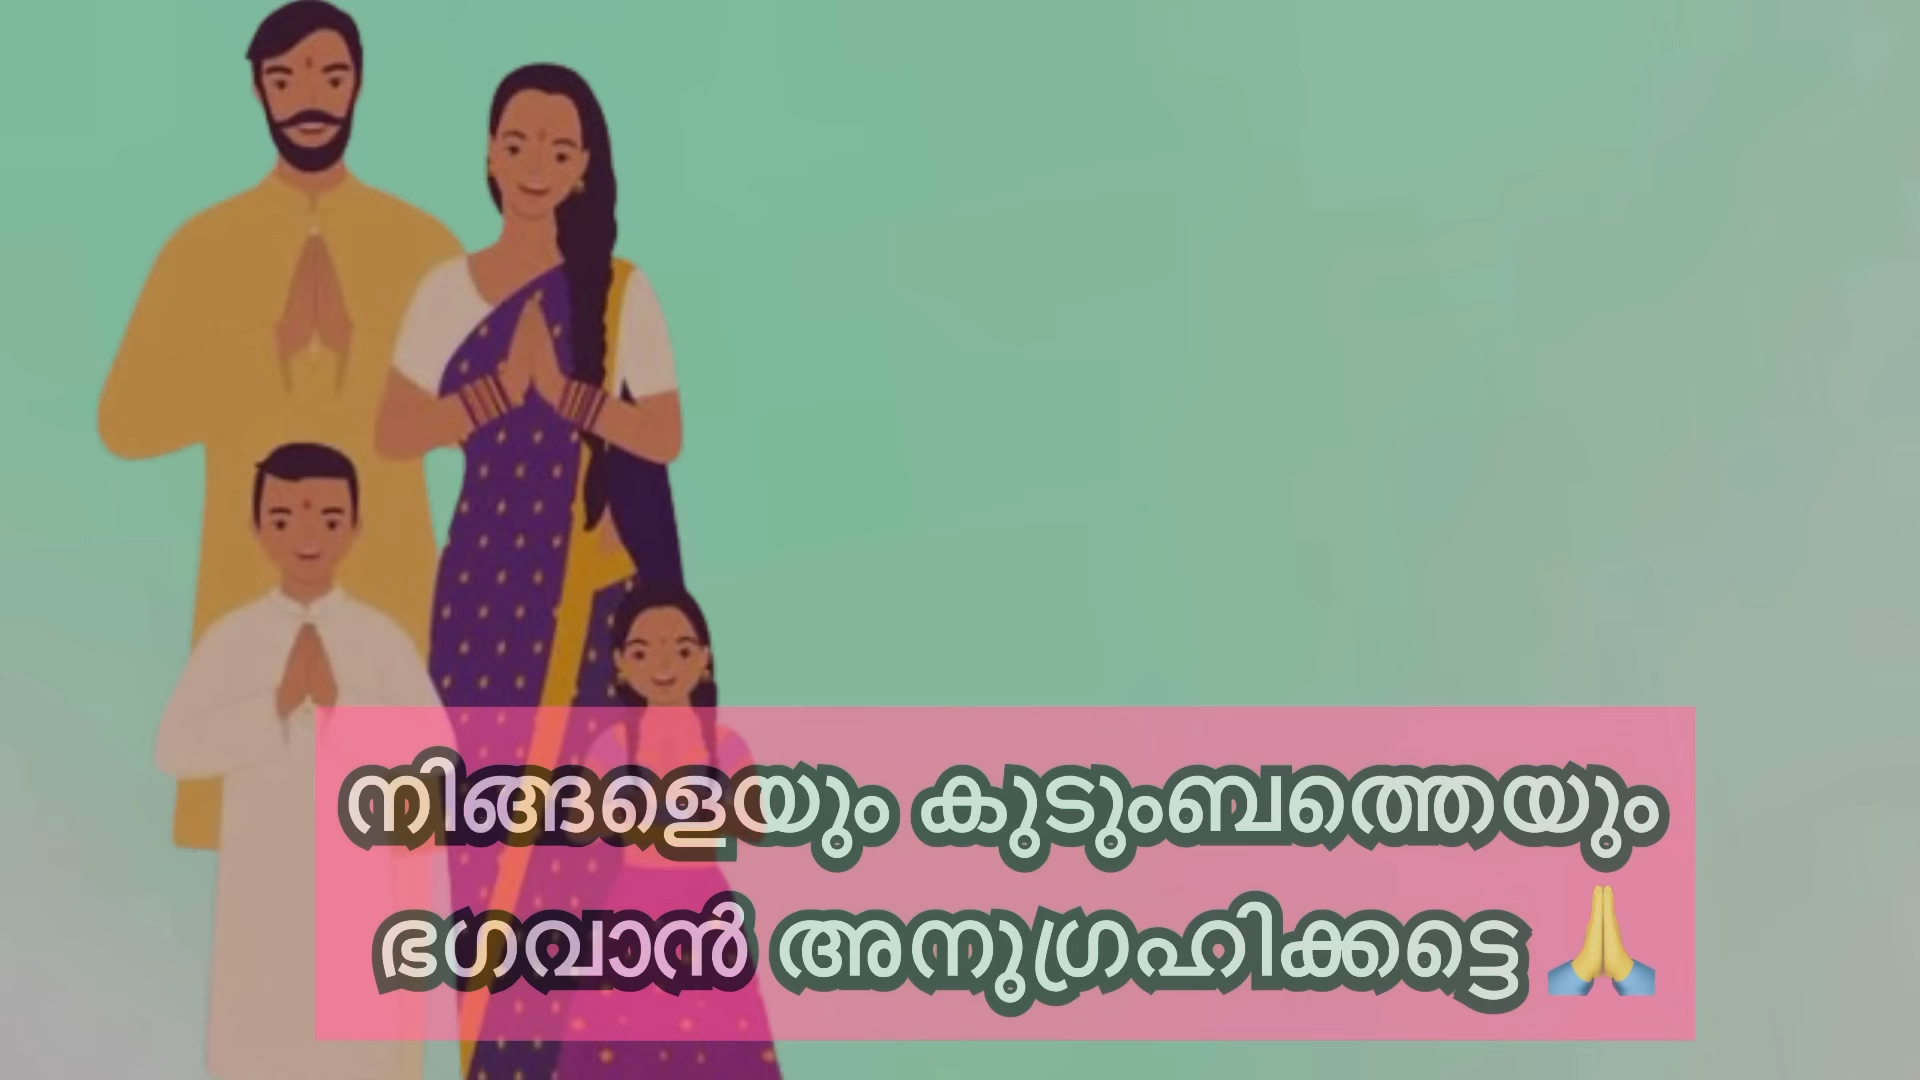 നിങ്ങളെയും കുടുംബത്തെയും
ഭഗവാൻ അനുഗ്രഹിക്കട്ടെ 🙏